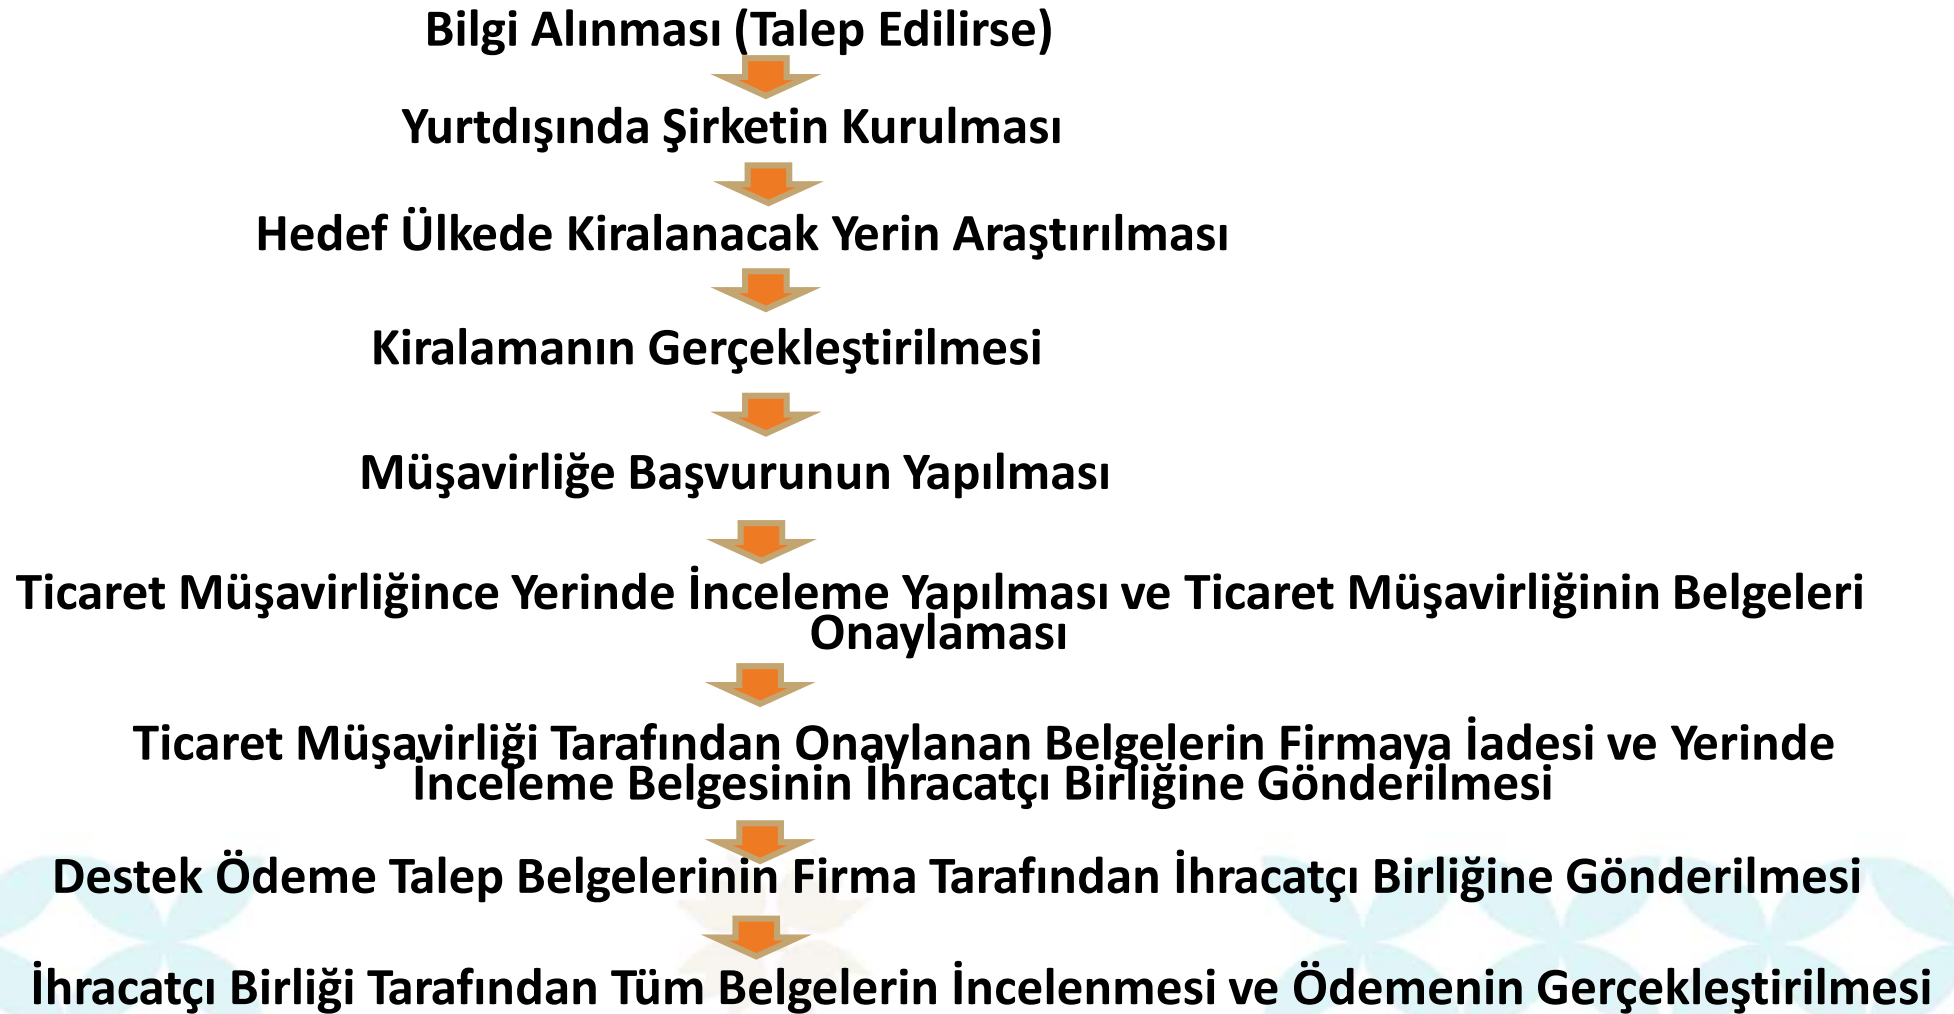 Bilgi Alınması (Talep Edilirse)
Yurtdışında Şirketin Kurulması
Hedef Ülkede Kiralanacak Yerin Araştırılması
Kiralamanın Gerçekleştirilmesi
Müşavirliğe Başvurunun Yapılması
Ticaret Müşavirliğince Yerinde İnceleme Yapılması ve Ticaret Müşavirliğinin Belgeleri
Onaylaması
Ticaret Müşavirliği Tarafından Onaylanan Belgelerin Firmaya İadesi ve Yerinde
İnceleme Belgesinin İhracatçı Birliğine Gönderilmesi
Destek Ödeme Talep Belgelerinin Firma Tarafından İhracatçı Birliğine Gönderilmesi
İhracatçı Birliği Tarafından Tüm Belgelerin İncelenmesi ve Ödemenin Gerçekleştirilmesi